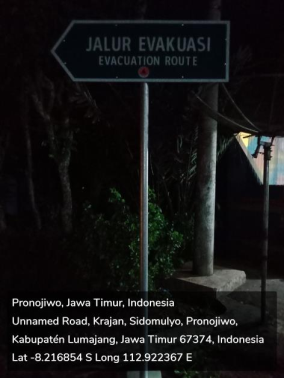 JALUR EVAKUASI
EVACUATION ROUTE
Pronojiwo, Jawa Timur, Indonesia
Unnamed Road, Krajan, Sidomulyo, Pronojiwo,
Kabupatén Lumajang, Jawa Timur 67374, Indonesia
Lat -8.216854 S Long 112.922367 E